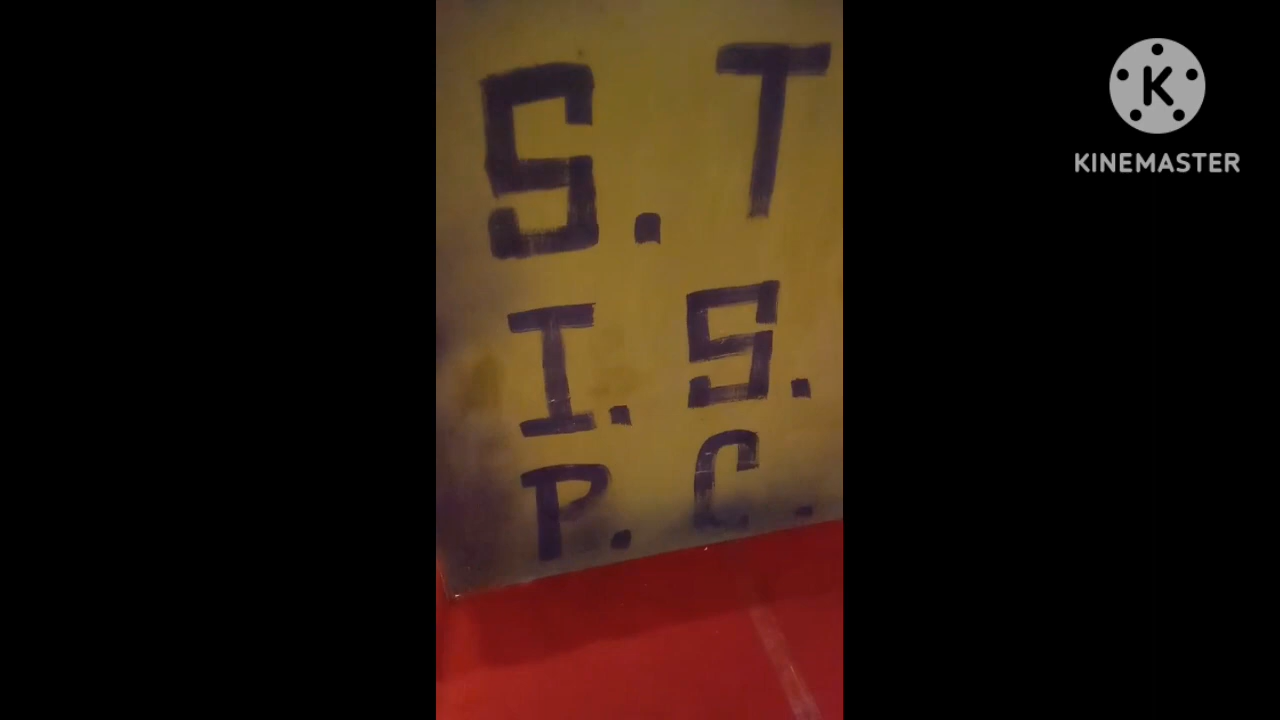 S. T
I. S.
P. C.
K
KINEMASTER